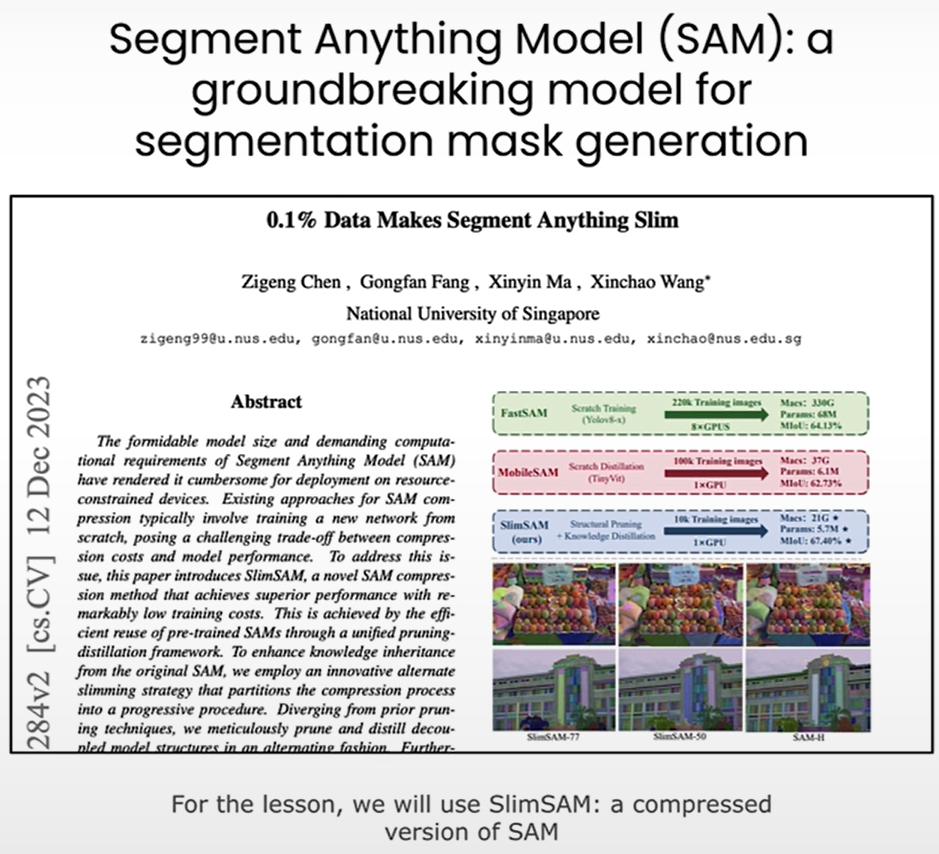 Segment Anything Model (SAM): a
groundbreaking model for
segmentation mask generation
0.1% Data Makes Segment Anything Slim
Zigeng Chen , Gongfan Fang , Xinyin Ma , Xinchao Wang*
National University of Singapore
zigeng99@u.nus.edu, gongfan@u.nus.edu, xinyinma@u.nus.edu, xinchao@nus.edu.sg
284v2 [cs.CV] 12 Dec 2023
Abstract
The formidable model size and demanding computa-
tional requirements of Segment Anything Model (SAM)
have rendered it cumbersome for deployment on resource-
constrained devices. Existing approaches for SAM com-
pression typically involve training a new network from
scratch, posing a challenging trade-off between compres-
sion costs and model performance. To address this is-
sue, this paper introduces SlimSAM, a novel SAM compres-
sion method that achieves superior performance with re-
markably low training costs. This is achieved by the effi-
cient reuse of pre-trained SAMs through a unified pruning-
distillation framework. To enhance knowledge inheritance
from the original SAM, we employ an innovative alternate
slimming strategy that partitions the compression process
into a progressive procedure. Diverging from prior prun-
ing techniques, we meticulously prune and distill decou-
pled model structures in an alternating fashion. Further-
FastSAM
Scratch Training
(Yolov8-x)
220k Training images
8×GPUS
Macs: 330G
Params: 68M
MIoU: 64.13%
MobileSAM
Scratch Distillation
(TinyVit)
100k Training images
1×GPU
Macs: 37G
Params: 6.1M
MIoU: 62.73%
SlimSAM
(ours)
Structural Pruning
+ Knowledge Distillation
10k Training images
1×GPU
Macs: 21G ★
Params: 5.7M ★
MIoU: 67.40% ★
SlimSAM-77
SlimSAM-50
SAM-H
For the lesson, we will use SlimSAM: a compressed
version of SAM